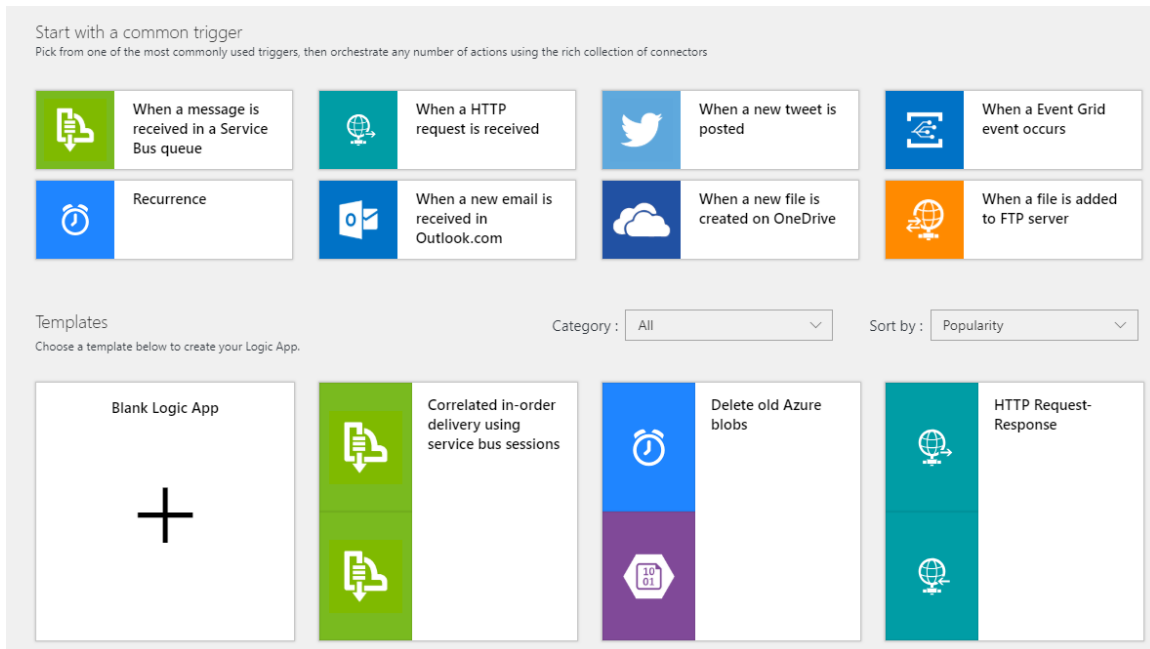 Start with a common trigger
Pick from one of the most commonly used triggers, then orchestrate any number of actions using the rich collection of connectors
When a message is
received in a Service
Bus queue
When a HTTP
request is received
When a new tweet is
posted
When a Event Grid
event occurs
Recurrence
When a new email is
received in
Outlook.com
When a new file is
created on OneDrive
When a file is added
to FTP server
Templates
Choose a template below to create your Logic App.
Category :
All
Sort by :
Popularity
Blank Logic App
Correlated in-order
delivery using
service bus sessions
Delete old Azure
blobs
10
01
HTTP Request-
Response